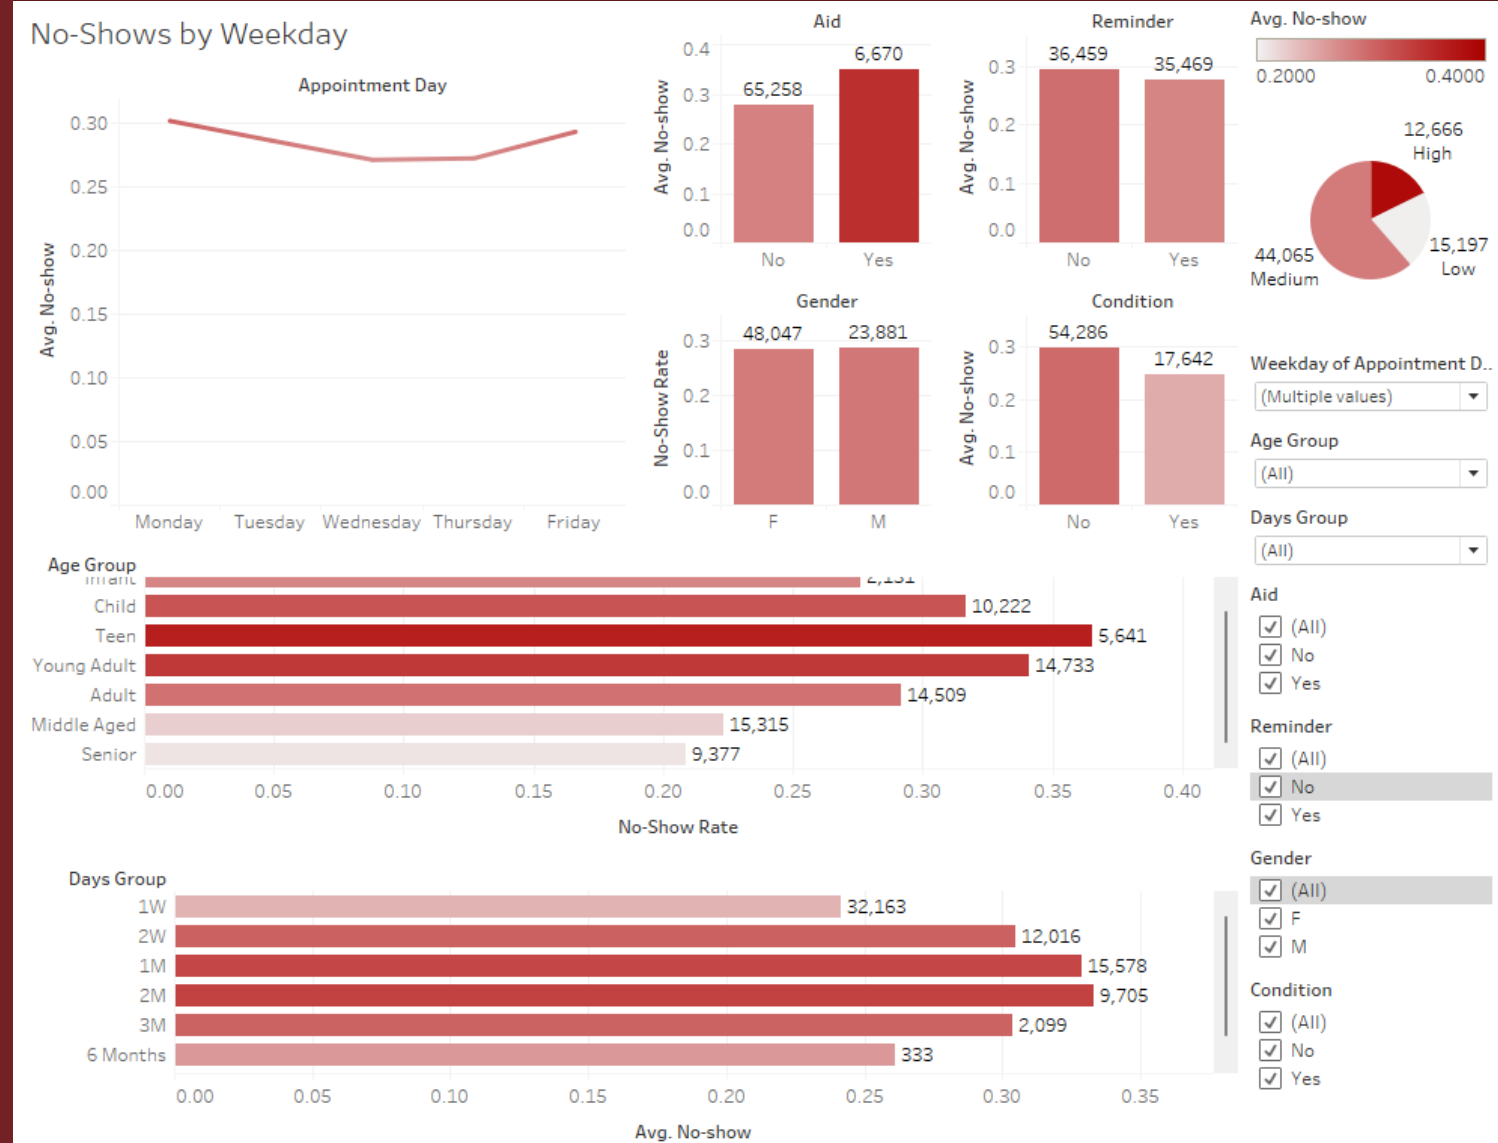 No-Shows by Weekday
Appointment Day
Avg. No-show
0.30
0.25
0.20
0.15
0.10
0.05
0.00
Monday Tuesday Wednesday Thursday Friday
Aid
Avg. No-show
0.4
0.3
0.2
0.1
0.0
65,258
6,670
No Yes
Reminder
Avg. No-show
0.3
0.2
0.1
0.0
36,459
35,469
No Yes
Gender
No-Show Rate
0.3
0.2
0.1
0.0
48,047
23,881
F M
Condition
Avg. No-show
0.3
0.2
0.1
0.0
54,286
17,642
No Yes
Avg. No-show
0.2000 0.4000
12,666
High
15,197
Low
44,065
Medium
Weekday of Appointment D..
(Multiple values)
Age Group
(All)
Days Group
(All)
Aid
(All)
No
Yes
Reminder
(All)
No
Yes
Gender
(All)
F
M
Condition
(All)
No
Yes
Age Group
Infant 2,131
Child 10,222
Teen 5,641
Young Adult 14,733
Adult 14,509
Middle Aged 15,315
Senior 9,377
0.00 0.05 0.10 0.15 0.20 0.25 0.30 0.35 0.40
No-Show Rate
Days Group
1W 32,163
2W 12,016
1M 15,578
2M 9,705
3M 2,099
6 Months 333
0.00 0.05 0.10 0.15 0.20 0.25 0.30 0.35
Avg. No-show